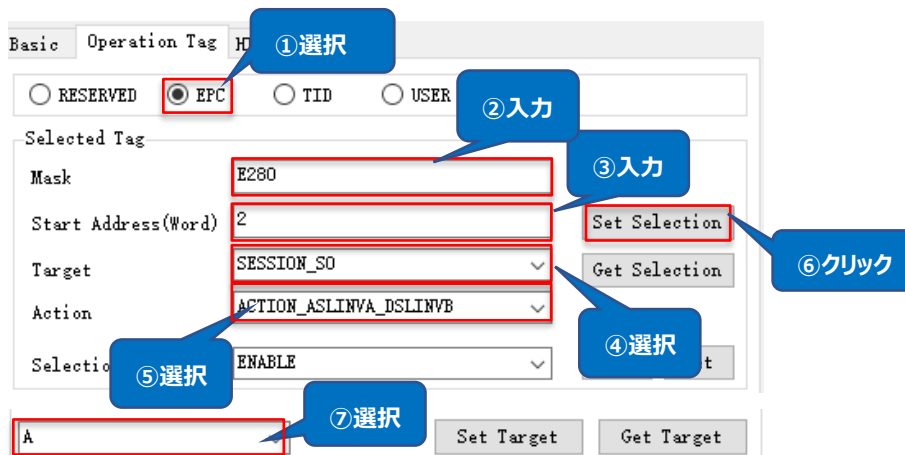 Basic Operation Tag
①選択
RESERVED EPC TID USER
②入力
Selected Tag
Mask E280
③入力
Start Address(Word) 2 Set Selection
Target SESSION_S0 Get Selection
⑥クリック
Action ACTION_ASLINVA_DSLINVB
④選択
ENABLE
⑤選択
⑦選択
A Set Target Get Target